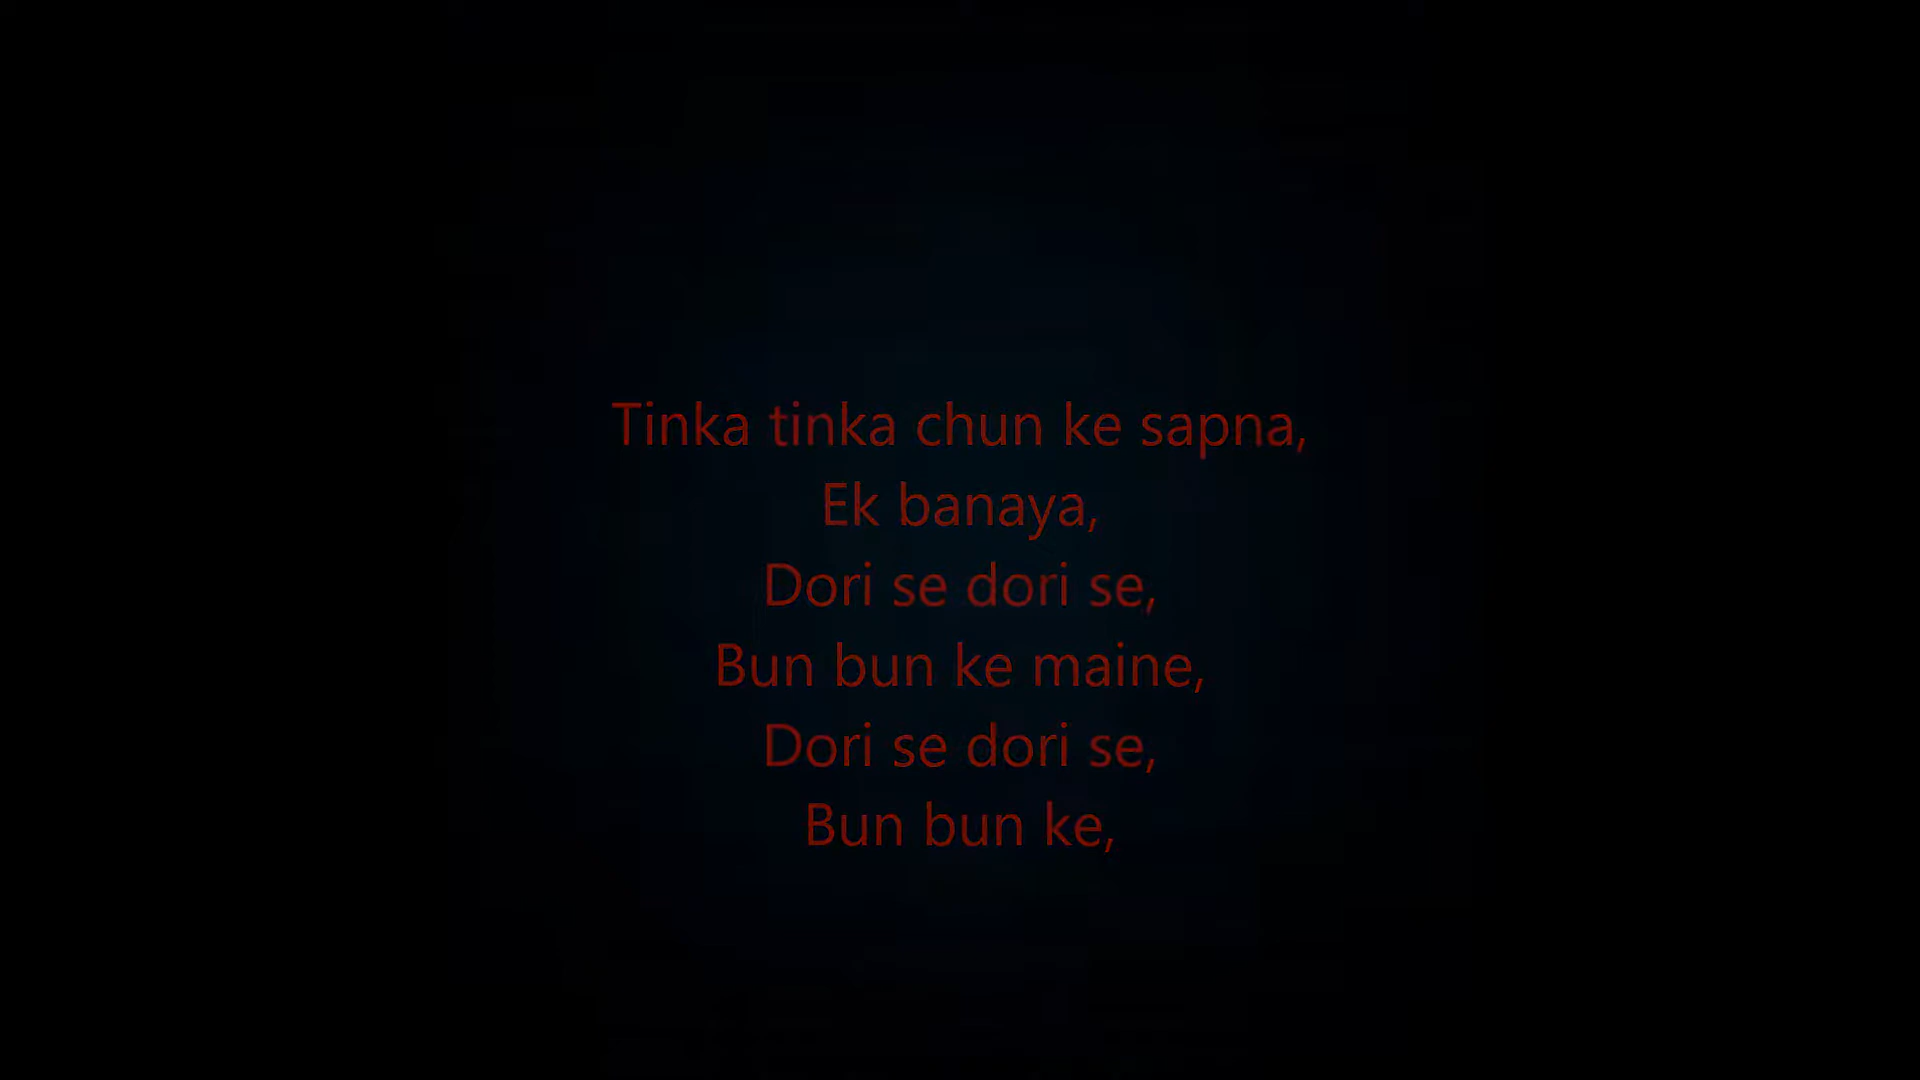 Tinka tinka chun ke sapna,
Ek banaya,
Dori se dori se,
Bun bun ke maine,
Dori se dori se,
Bun bun ke,